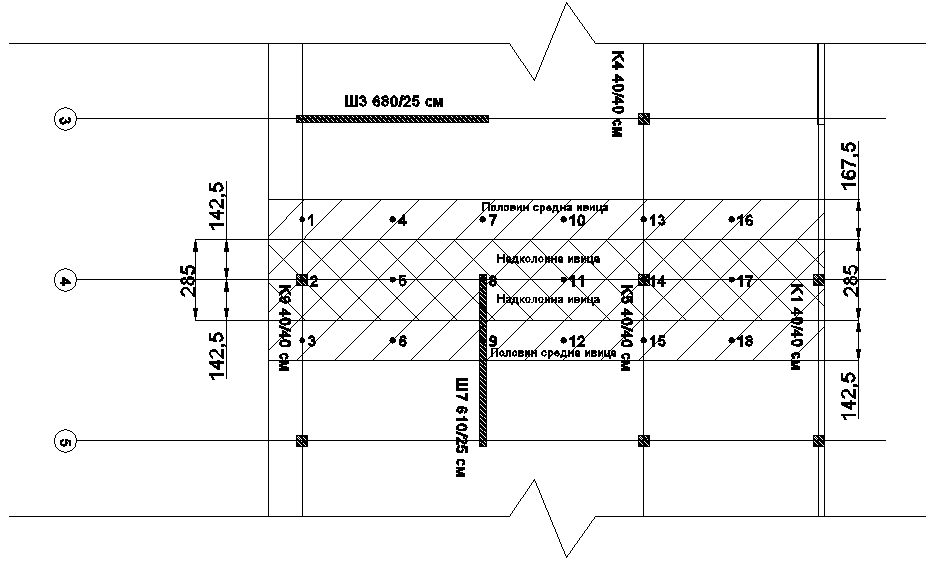 К4 40/40 см
Ш3 680/25 см
3
167,5
142,5
Половин средна ивица
1
4
7
10
13
16
Надколонна ивица
285
4
2
5
8
11
14
17
285
Надколонна ивица
К9 40/40 см
К5 40/40 см
К1 40/40 см
142,5
3
6
9
12
15
18
Половин средна ивица
142,5
Ш7 610/25 см
5